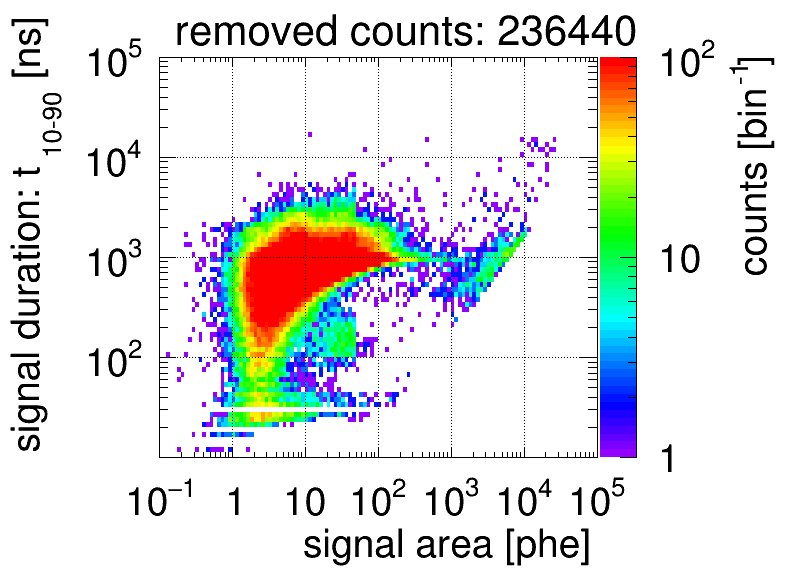 removed counts: 236440
signal duration: t 10-90 [ns]
10^5
10^4
10^3
10^2
10^−1 1 10 10^2 10^3 10^4 10^5
signal area [phe]
10^2
10
1
counts [bin^-1]